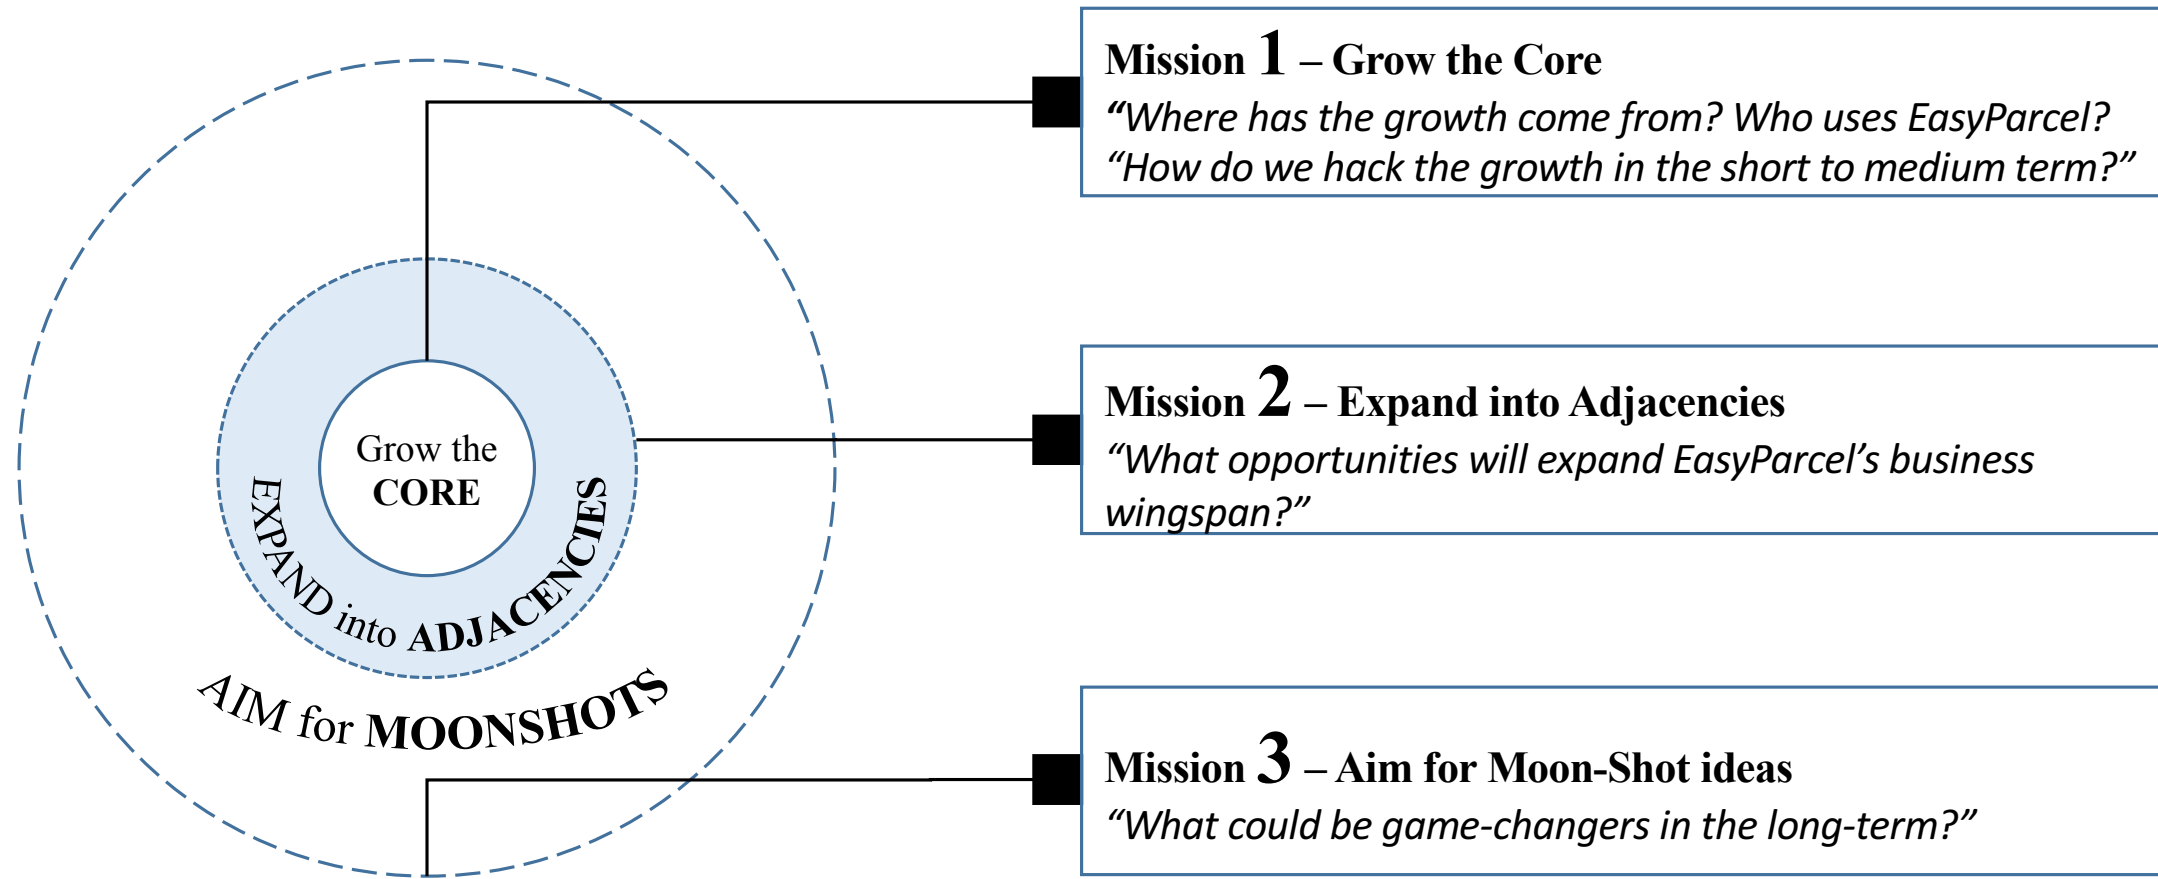 Mission 1 – Grow the Core
“Where has the growth come from? Who uses EasyParcel?
“How do we hack the growth in the short to medium term?”
Grow the
CORE
EXPAND into ADJACENCIES
AIM for MOONSHOTS
Mission 2 – Expand into Adjacencies
“What opportunities will expand EasyParcel’s business
wingspan?”
Mission 3 – Aim for Moon-Shot ideas
“What could be game-changers in the long-term?”